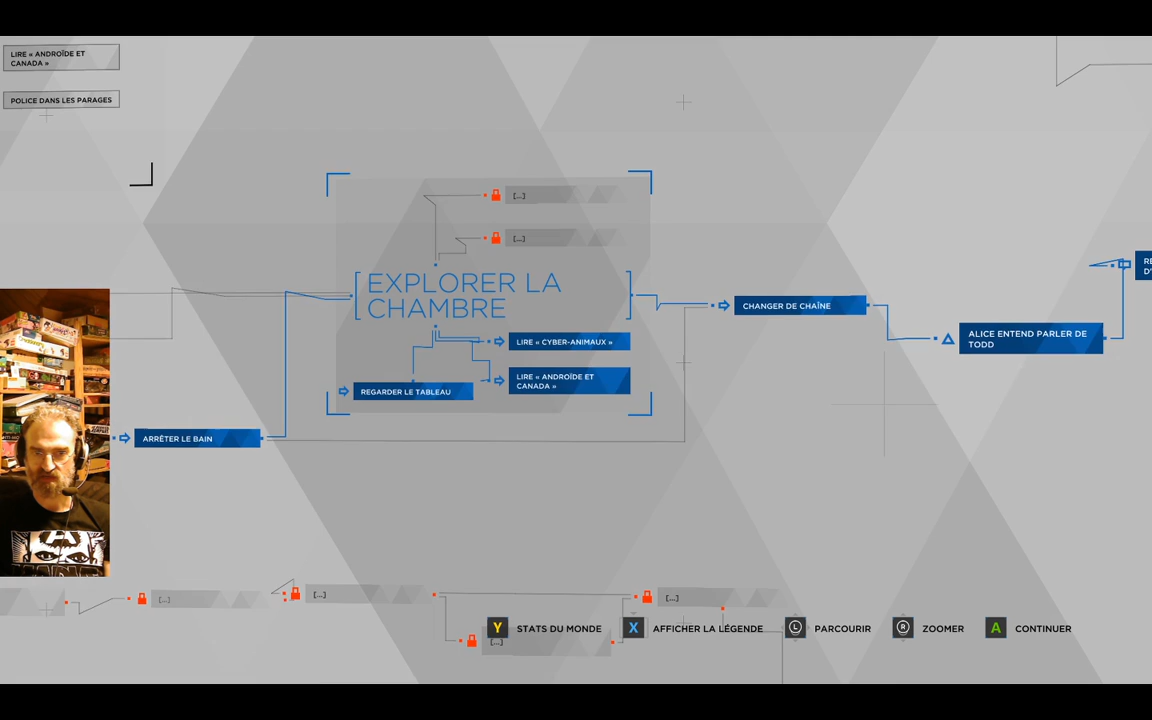 LIRE « ANDROÏDE ET
CANADA »
POLICE DANS LES PARAGES
[...]
[...]
EXPLORER LA
CHAMBRE
LIRE « CYBER-ANIMAUX »
LIRE « ANDROÏDE ET
CANADA »
REGARDER LE TABLEAU
ARRÊTER LE BAIN
CHANGER DE CHAÎNE
ALICE ENTEND PARLER DE
TODD
RE
D'
[...]
[...]
[...]
[...]
Y STATS DU MONDE
X AFFICHER LA LÉGENDE
L PARCOURIR
R ZOOMER
A CONTINUER